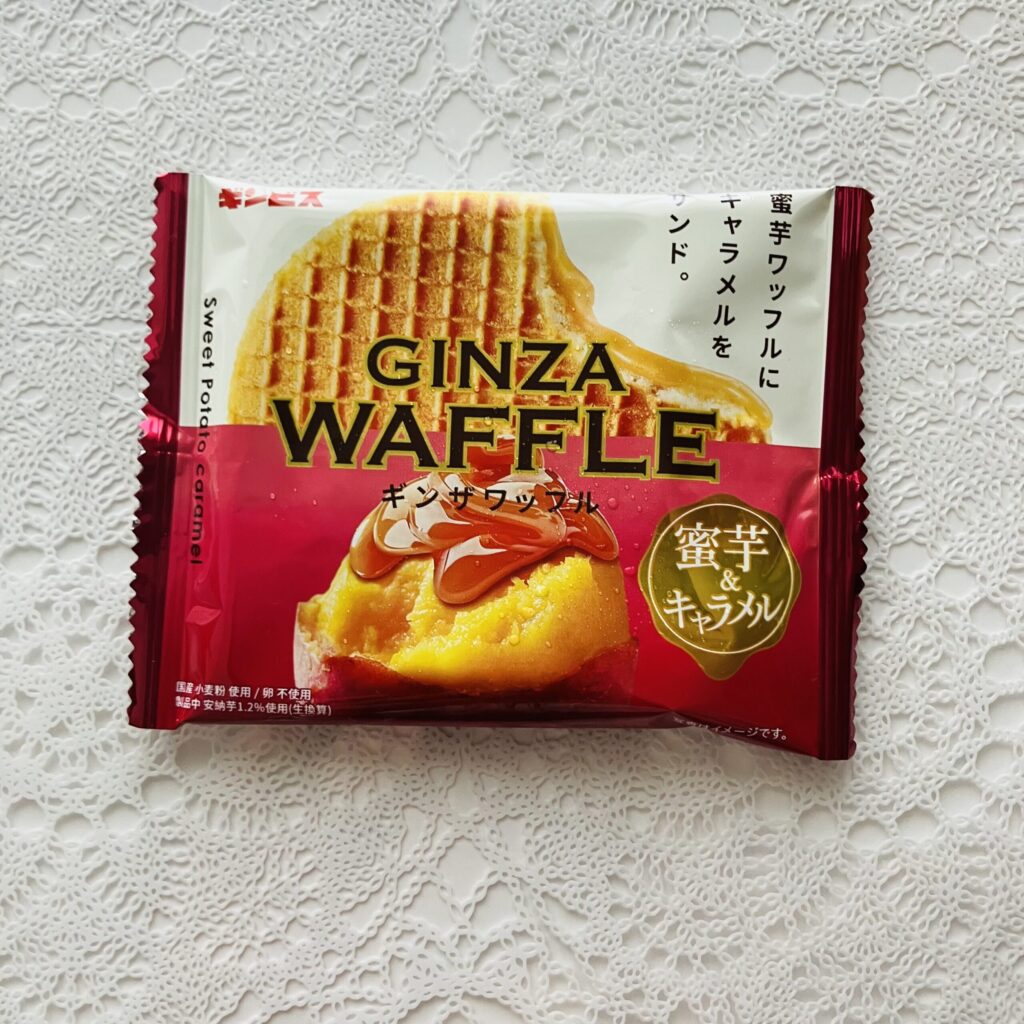 ギンビス
蜜芋ワッフルに
キャラメルを
サンド。
Sweet Potato caramel
GINZA
WAFFLE
ギンザワッフル
蜜芋
&
キャラメル
国産小麦粉 使用 / 卵 不使用
製品中 安納芋1.2%使用(生換算)
イメージです。